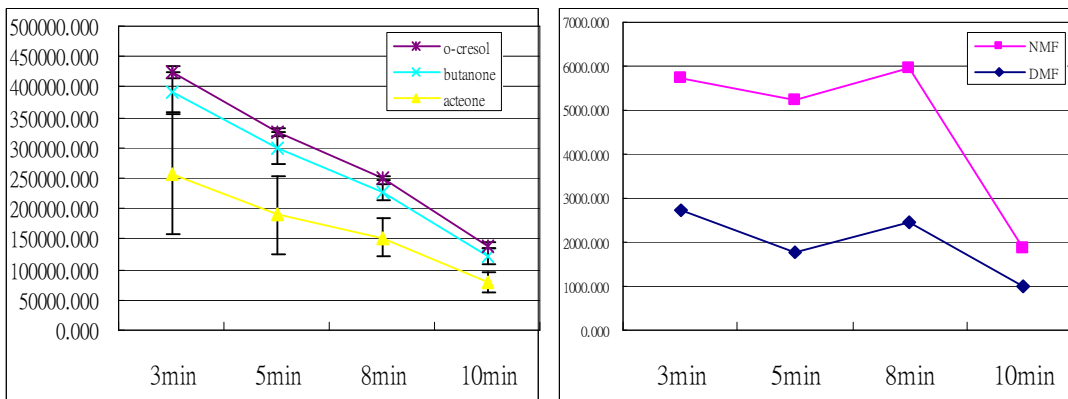 500000.000
450000.000
400000.000
350000.000
300000.000
250000.000
200000.000
150000.000
100000.000
50000.000
0.000
o-cresol
butanone
acteone
3min 5min 8min 10min
7000.000
6000.000
5000.000
4000.000
3000.000
2000.000
1000.000
0.000
NMF
DMF
3min 5min 8min 10min